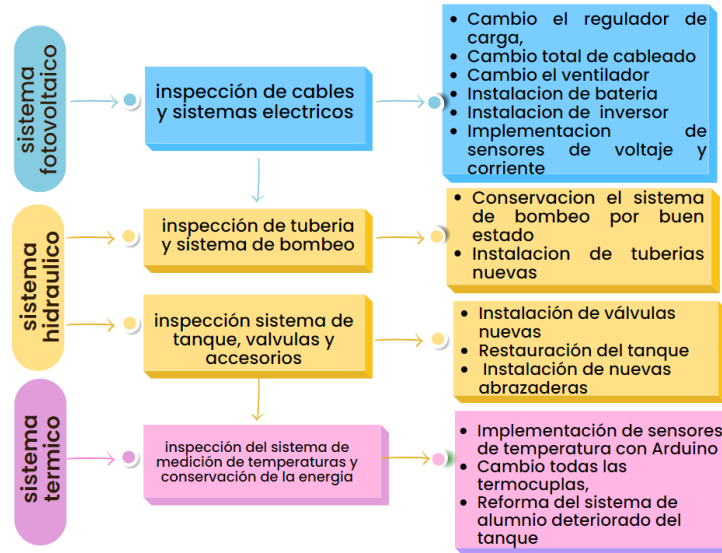 sistema
fotovoltaico
inspección de cables
y sistemas electricos
• Cambio el regulador de
carga,
• Cambio total de cableado
• Cambio el ventilador
• Instalacion de bateria
• Instalacion de inversor
• Implementacion de
sensores de voltaje y
corriente
sistema
hidraulico
inspección de tuberia
y sistema de bombeo
• Conservacion el sistema
de bombeo por buen
estado
• Instalacion de tuberias
nuevas
inspección sistema de
tanque, valvulas y
accesorios
• Instalación de válvulas
nuevas
• Restauración del tanque
• Instalación de nuevas
abrazaderas
sistema
termico
inspección del sistema de
medición de temperaturas y
conservación de la energia
• Implementación de sensores
de temperatura con Arduino
• Cambio todas las
termocuplas,
• Reforma del sistema de
alumnio deteriorado del
tanque